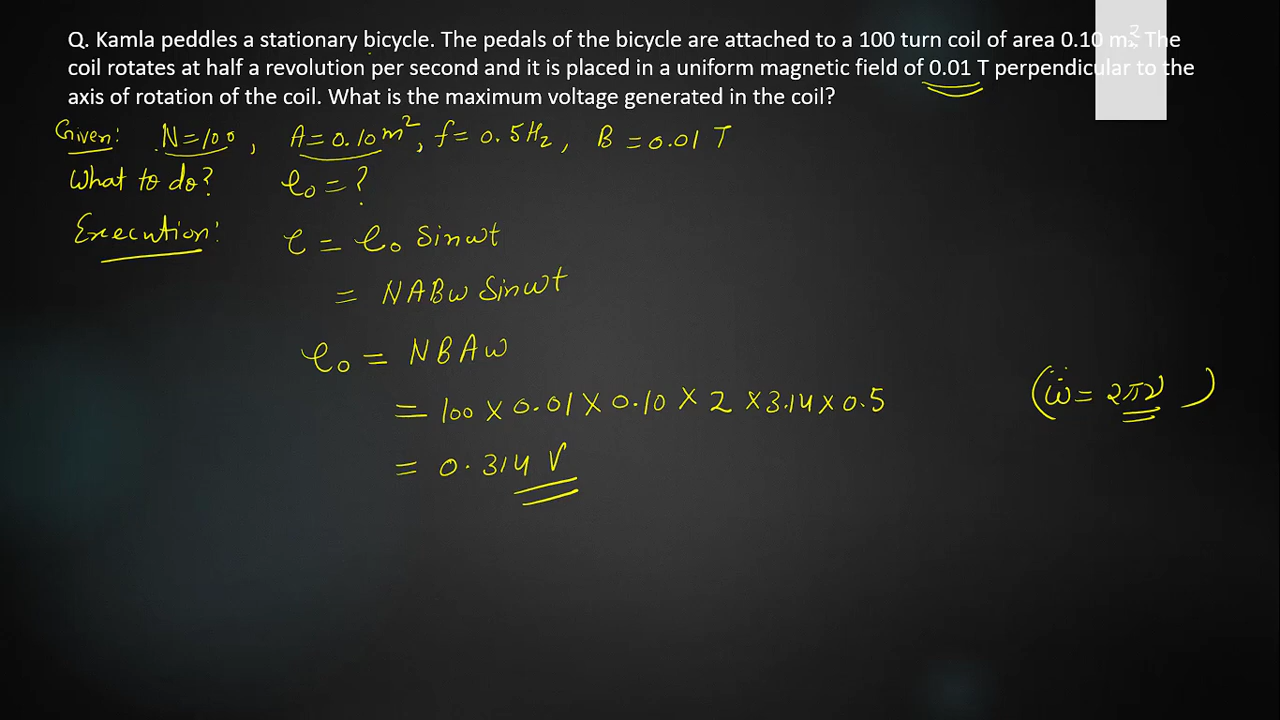 Q. Kamla peddles a stationary bicycle. The pedals of the bicycle are attached to a 100 turn coil of area 0.10 m². The
coil rotates at half a revolution per second and it is placed in a uniform magnetic field of 0.01 T perpendicular to the
axis of rotation of the coil. What is the maximum voltage generated in the coil?
Given: N=100, A=0.10m², f=0.5Hz, B=0.01 T
What to do? e₀=?
Execution: e = e₀ Sinωt
= NABω Sinωt
e₀ = NBAω
= 100 × 0.01 × 0.10 × 2 × 3.14 × 0.5 (ω = 2πν)
= 0.314 V